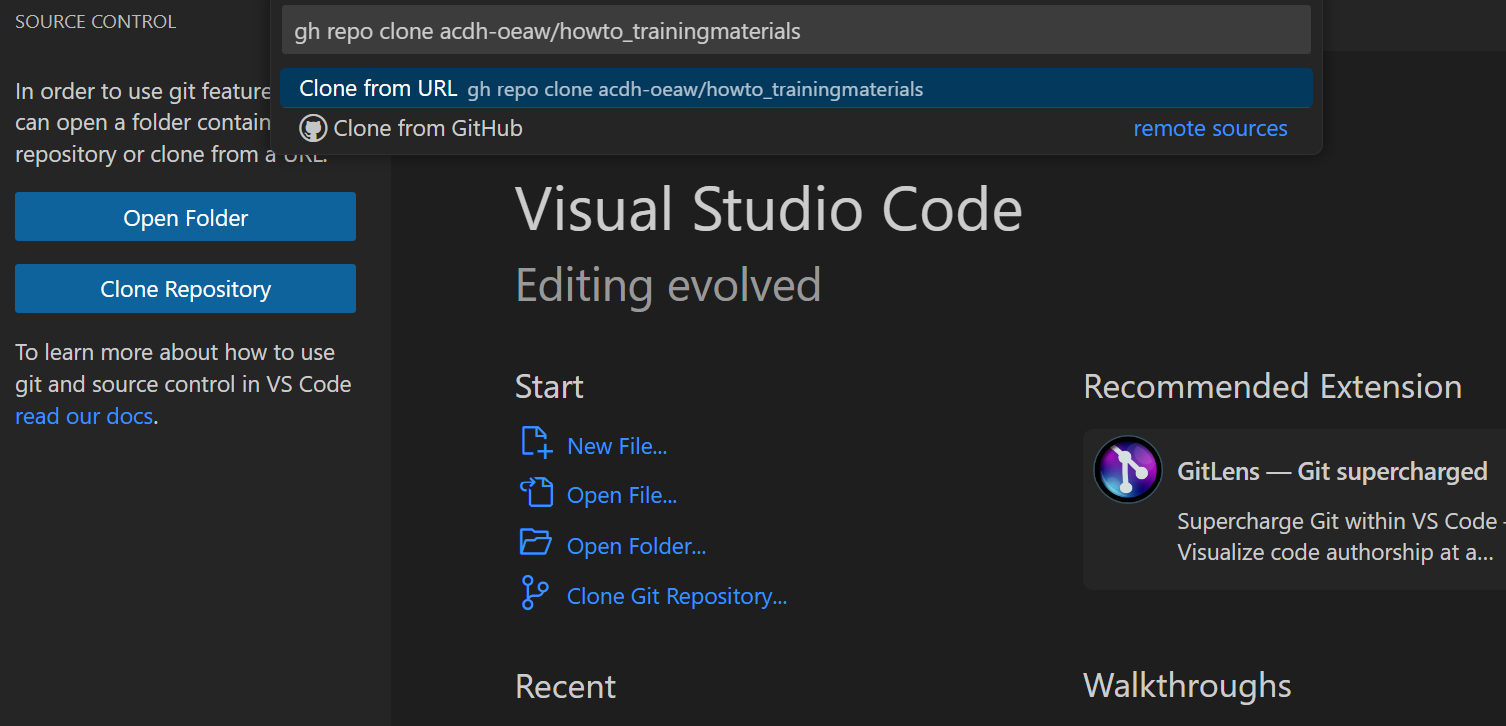 SOURCE CONTROL
gh repo clone acdh-oeaw/howto_trainingmaterials
Clone from URL gh repo clone acdh-oeaw/howto_trainingmaterials
Clone from GitHub remote sources
In order to use git feature
can open a folder contain
repository or clone from a URL.
Open Folder
Clone Repository
To learn more about how to use
git and source control in VS Code
read our docs.
Visual Studio Code
Editing evolved
Start
New File...
Open File...
Open Folder...
Clone Git Repository...
Recent
Recommended Extension
GitLens — Git supercharged
Supercharge Git within VS Code -
Visualize code authorship at a...
Walkthroughs